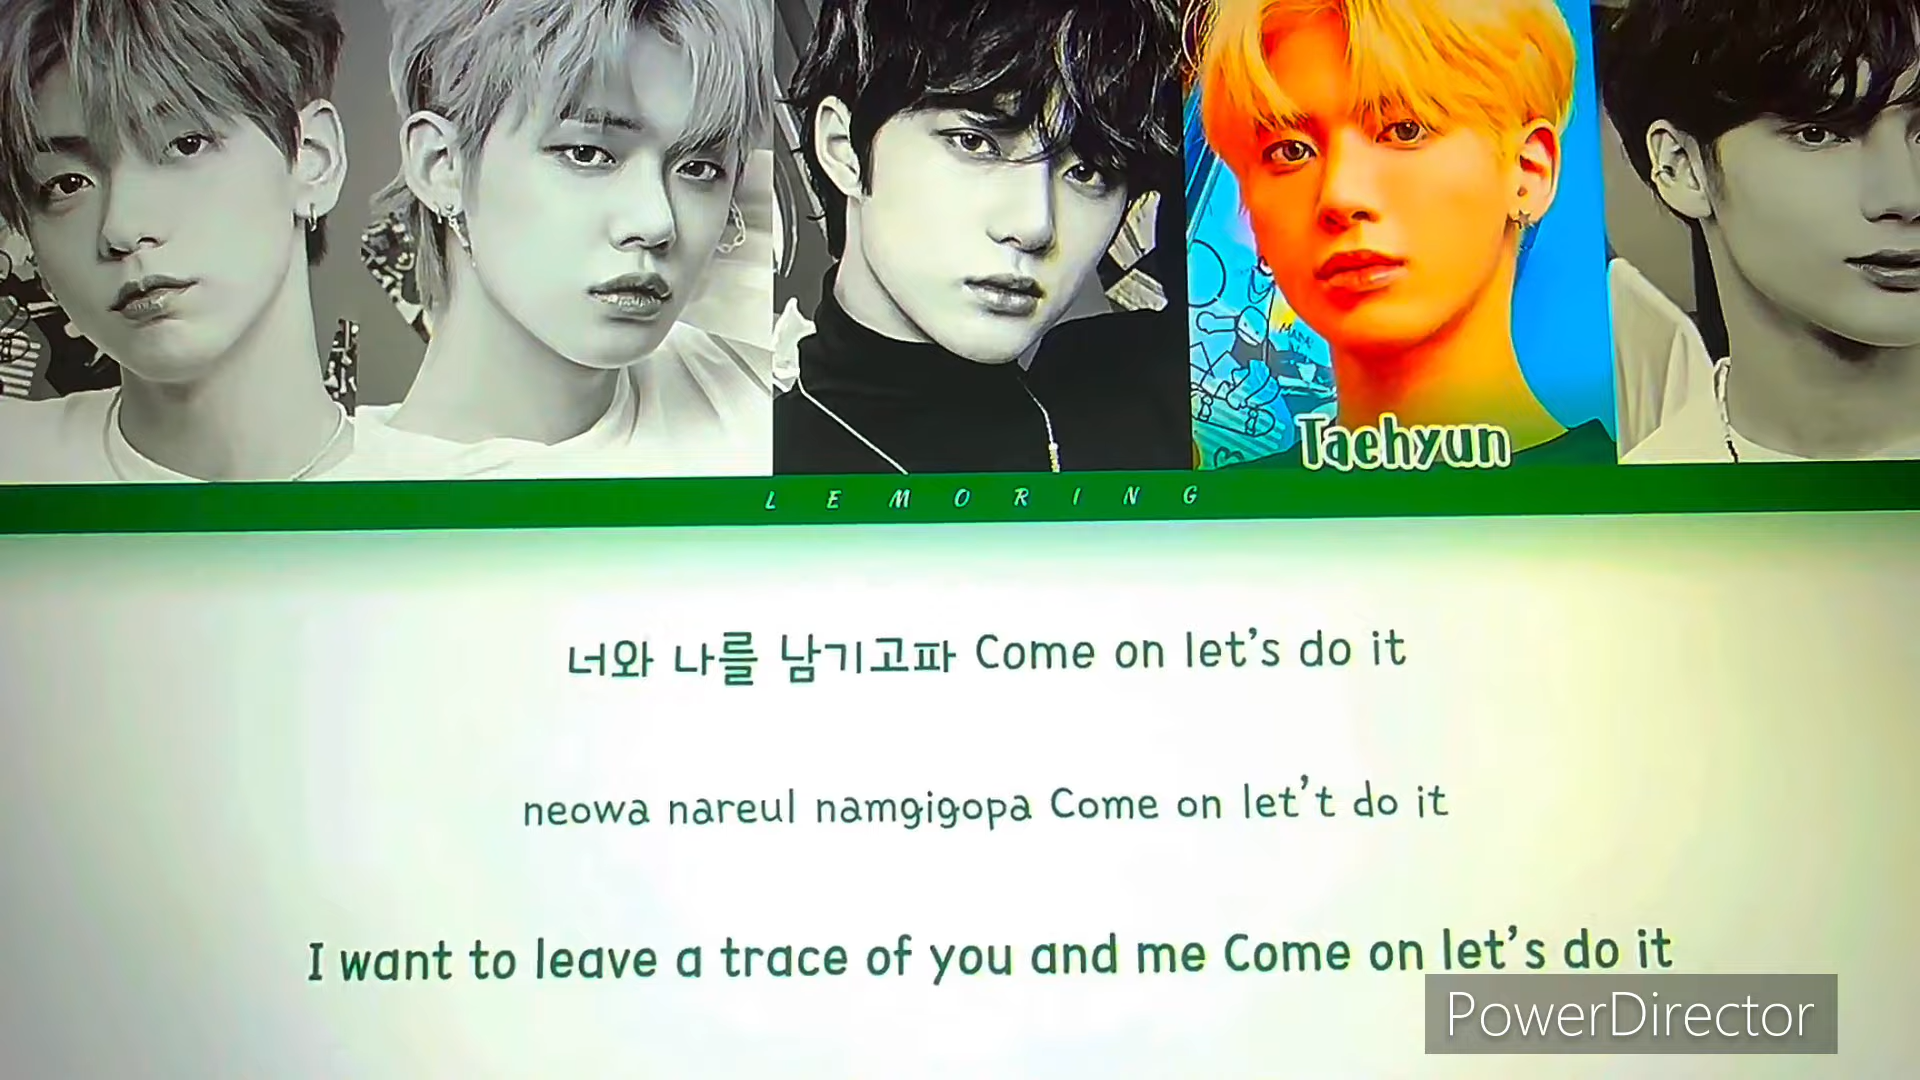 Taehyun
LEMORING
너와 나를 남기고파 Come on let's do it
neowa nareul namgigopa Come on let't do it
I want to leave a trace of you and me Come on let's do it
PowerDirector